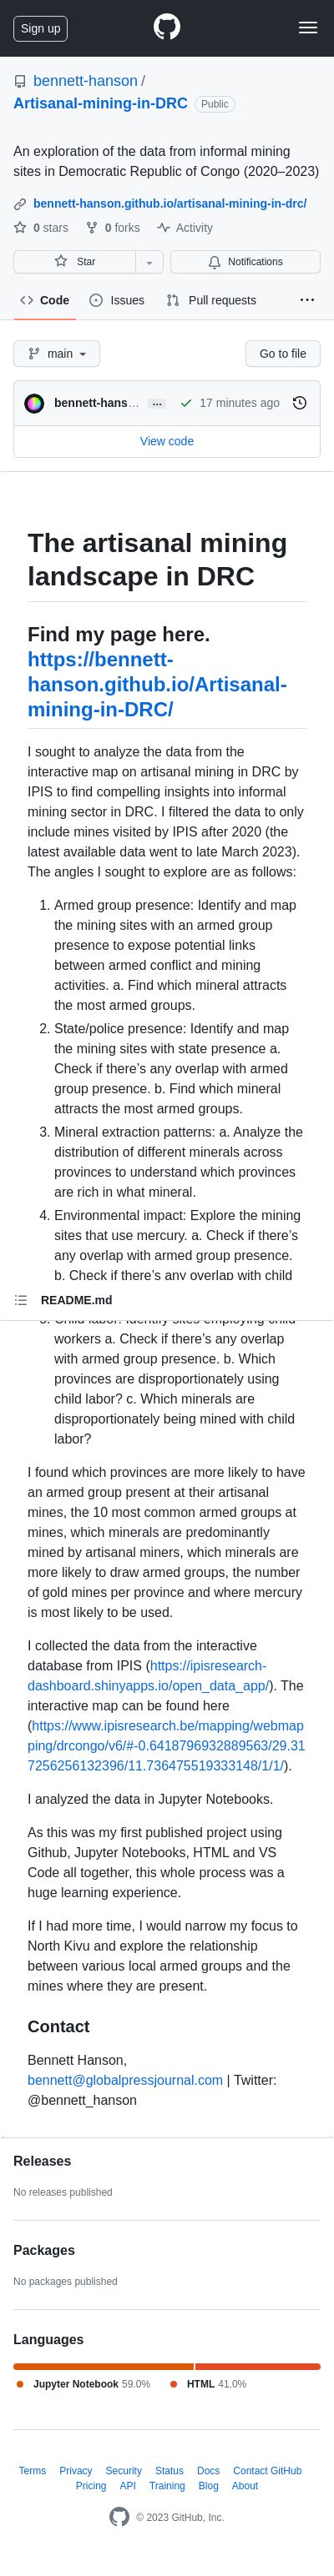 Sign up
bennett-hanson /
Artisanal-mining-in-DRC Public
An exploration of the data from informal mining
sites in Democratic Republic of Congo (2020–2023)
bennett-hanson.github.io/artisanal-mining-in-drc/
0 stars 0 forks Activity
Star Notifications
Code Issues Pull requests
main Go to file
bennett-hans… … 17 minutes ago
View code
The artisanal mining
landscape in DRC
Find my page here.
https://bennett-
hanson.github.io/Artisanal-
mining-in-DRC/
I sought to analyze data from the
interactive map on artisanal mining in DRC by
IPIS to find compelling insights into informal
mining sector in DRC. I filtered the data to only
include mines visited by IPIS after 2020 (the
latest available data went to late March 2023).
The angles I sought to explore are as follows:
1. Armed group presence: Identify and map
the mining sites with an armed group
presence to expose potential links
between armed conflict and mining
activities. a. Find which mineral attracts
the most armed groups.
2. State/police presence: Identify and map
the mining sites with state presence a.
Check if there’s any overlap with armed
group presence. b. Find which mineral
attracts the most armed groups.
3. Mineral extraction patterns: a. Analyze the
distribution of different minerals across
provinces to understand which provinces
are rich in what mineral.
4. Environmental impact: Explore the mining
sites that use mercury. a. Check if there’s
any overlap with armed group presence.
b. Check if there’s any overlap with child
README.md
5. Child labor: Identify sites employing child
workers a. Check if there’s any overlap
with armed group presence. b. Which
provinces are disproportionately using
child labor? c. Which minerals are
disproportionately being mined with child
labor?
I found which provinces are more likely to have
an armed group present at their artisanal
mines, the 10 most common armed groups at
mines, which minerals are predominantly
mined by artisanal miners, which minerals are
more likely to draw armed groups, the number
of gold mines per province and where mercury
is most likely to be used.
I collected the data from the interactive
database from IPIS (https://ipisresearch-
dashboard.shinyapps.io/open_data_app/). The
interactive map can be found here
(https://www.ipisresearch.be/mapping/webmap
ping/drcongo/v6/#-0.6418796932889563/29.31
7256256132396/11.736475519333148/1/1/).
I analyzed the data in Jupyter Notebooks.
As this was my first published project using
Github, Jupyter Notebooks, HTML and VS
Code all together, this whole process was a
huge learning experience.
If I had more time, I would narrow my focus to
North Kivu and explore the relationship
between various local armed groups and the
mines where they are present.
Contact
Bennett Hanson,
bennett@globalpressjournal.com | Twitter:
@bennett_hanson
Releases
No releases published
Packages
No packages published
Languages
Jupyter Notebook 59.0% HTML 41.0%
Terms Privacy Security Status Docs Contact GitHub
Pricing API Training Blog About
© 2023 GitHub, Inc.